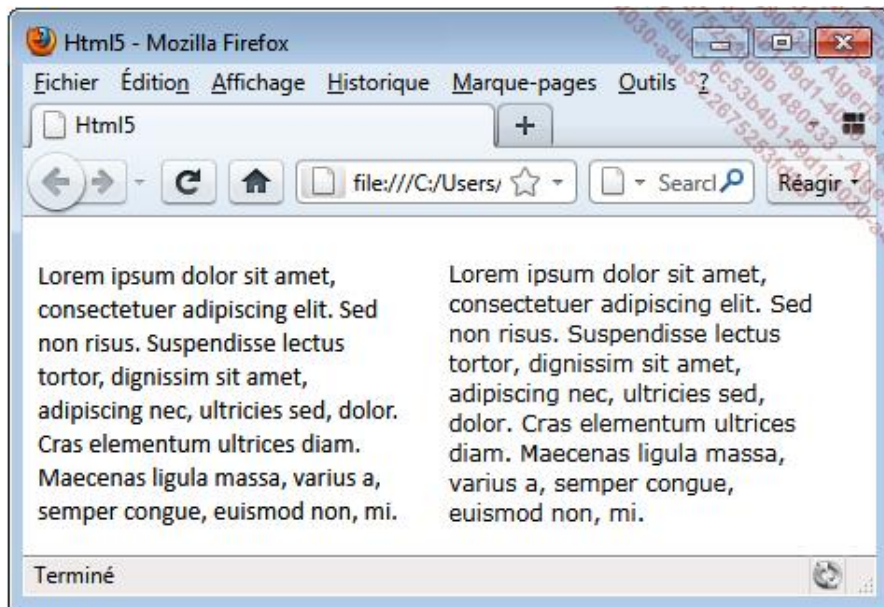 Html5 - Mozilla Firefox
Fichier Édition Affichage Historique Marque-pages Outils ?
Html5
file:///C:/Users/ Searcl Réagir
Lorem ipsum dolor sit amet,
consectetuer adipiscing elit. Sed
non risus. Suspendisse lectus
tortor, dignissim sit amet,
adipiscing nec, ultricies sed, dolor.
Cras elementum ultrices diam.
Maecenas ligula massa, varius a,
semper congue, euismod non, mi.
Lorem ipsum dolor sit amet,
consectetuer adipiscing elit. Sed
non risus. Suspendisse lectus
tortor, dignissim sit amet,
adipiscing nec, ultricies sed,
dolor. Cras elementum ultrices
diam. Maecenas ligula massa,
varius a, semper congue,
euismod non, mi.
Terminé